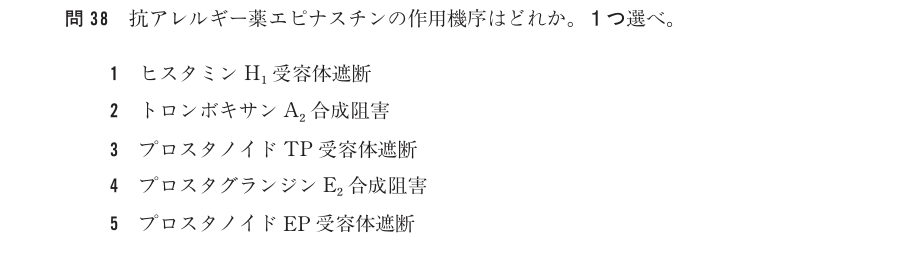 問38 抗アレルギー薬エピナスチンの作用機序はどれか。1つ選べ。
1 ヒスタミン H₁ 受容体遮断
2 トロンボキサン A₂ 合成阻害
3 プロスタノイド TP 受容体遮断
4 プロスタグランジン E₂ 合成阻害
5 プロスタノイド EP 受容体遮断